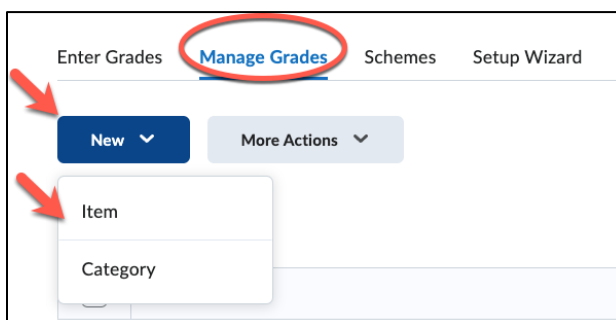 Enter Grades Manage Grades Schemes Setup Wizard
New More Actions
Item
Category